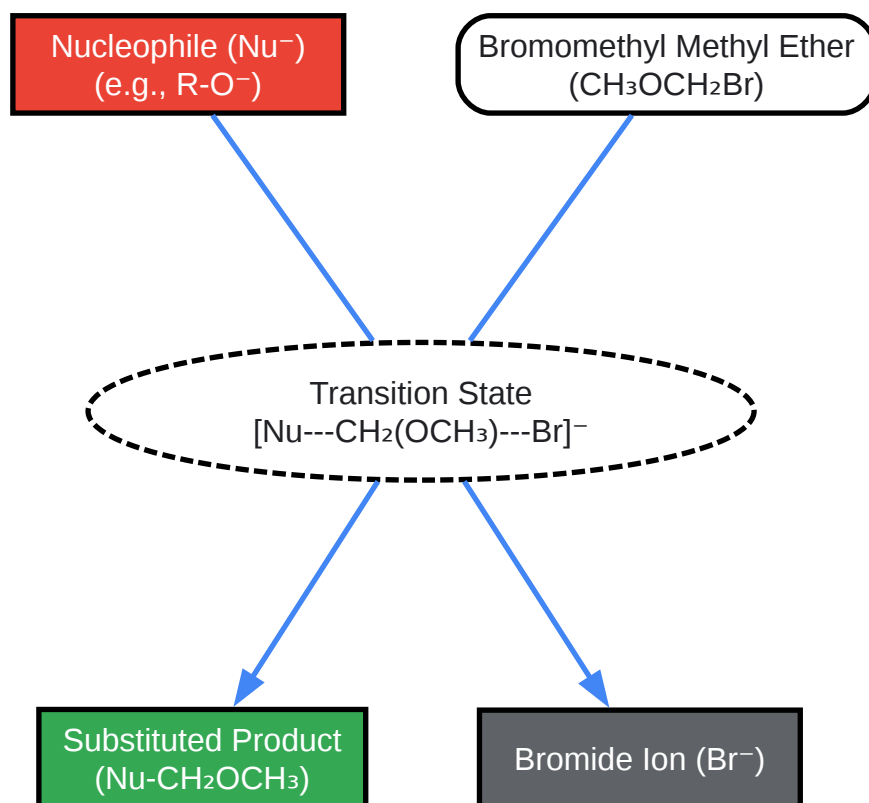 Nucleophile (Nu⁻)
(e.g., R-O⁻)
Bromomethyl Methyl Ether
(CH₃OCH₂Br)
Transition State
[Nu---CH₂(OCH₃)---Br]⁻
Substituted Product
(Nu-CH₂OCH₃)
Bromide Ion (Br⁻)